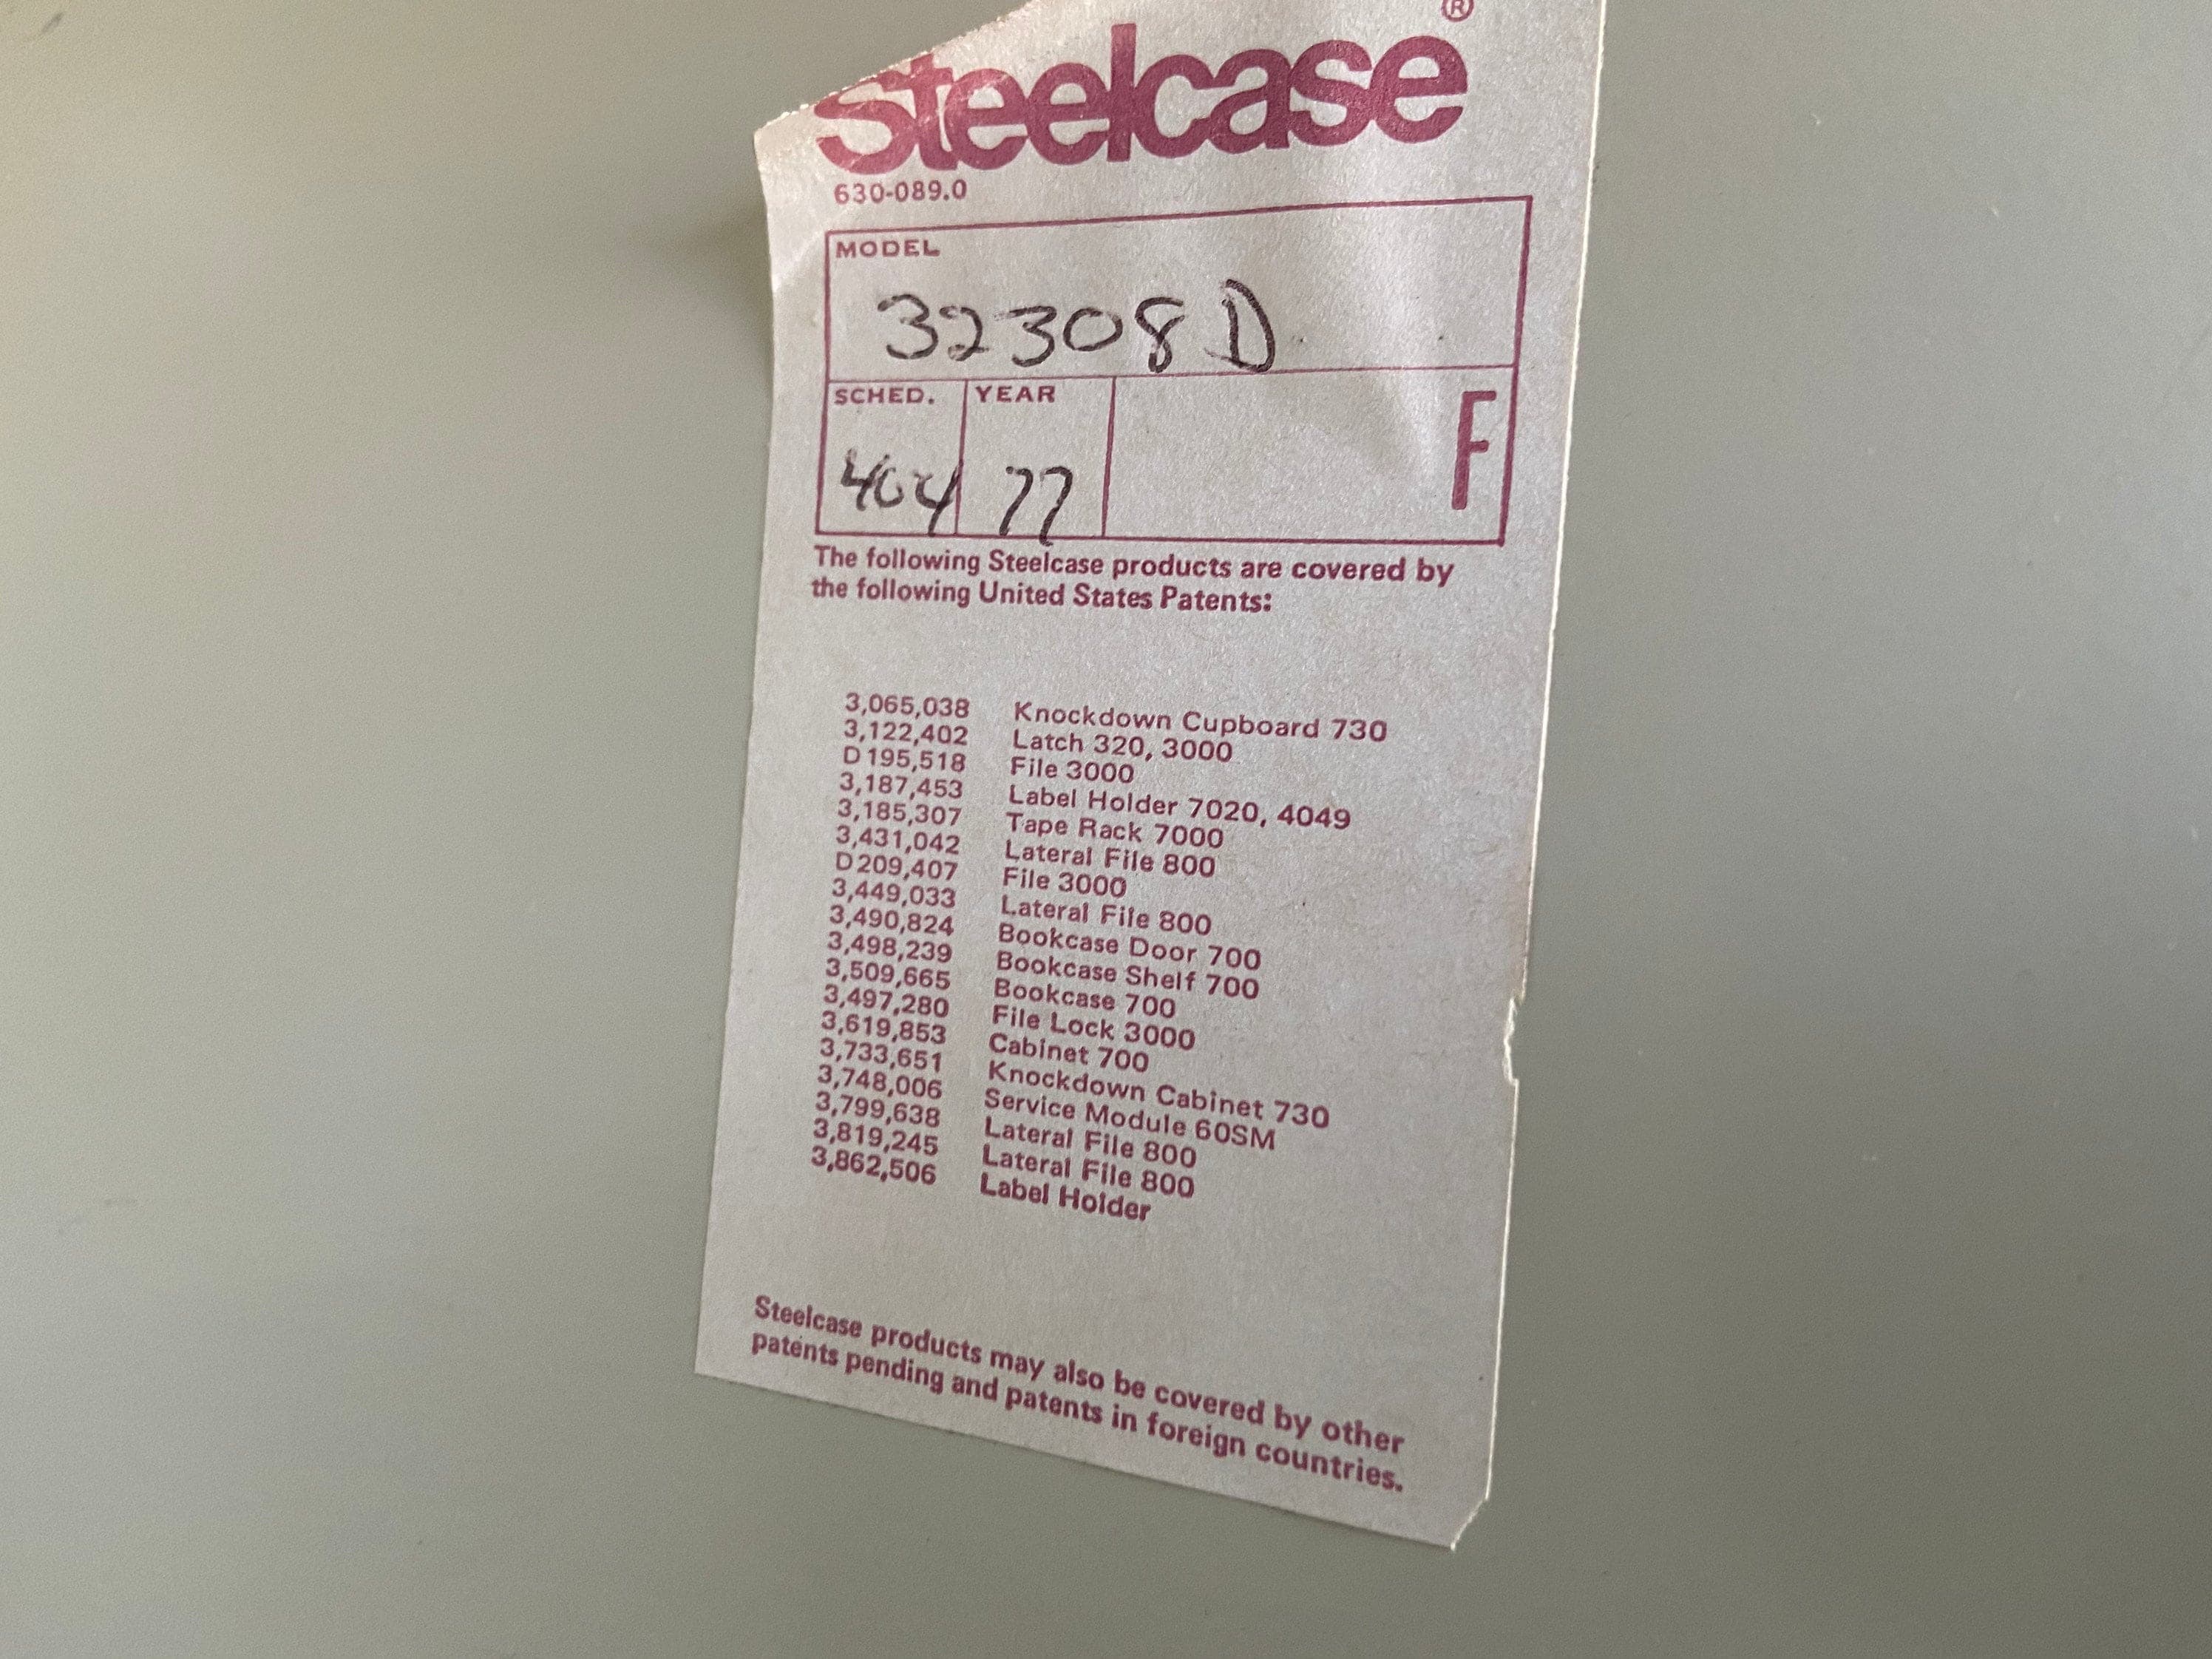 Steelcase ®
630-089.0
MODEL
32308D
SCHED. YEAR
404 77 F
The following Steelcase products are covered by
the following United States Patents:
3,065,038 Knockdown Cupboard 730
3,122,402 Latch 320, 3000
D 195,518 File 3000
3,187,453 Label Holder 7020, 4049
3,185,307 Tape Rack 7000
3,431,042 Lateral File 800
D 209,407 File 3000
3,449,033 Lateral File 800
3,490,824 Bookcase Door 700
3,498,239 Bookcase Shelf 700
3,509,665 Bookcase 700
3,497,280 File Lock 3000
3,619,853 Cabinet 700
3,733,651 Knockdown Cabinet 730
3,748,006 Service Module 60SM
3,799,638 Lateral File 800
3,819,245 Lateral File 800
3,862,506 Label Holder
Steelcase products may also be covered by other
patents pending and patents in foreign countries.